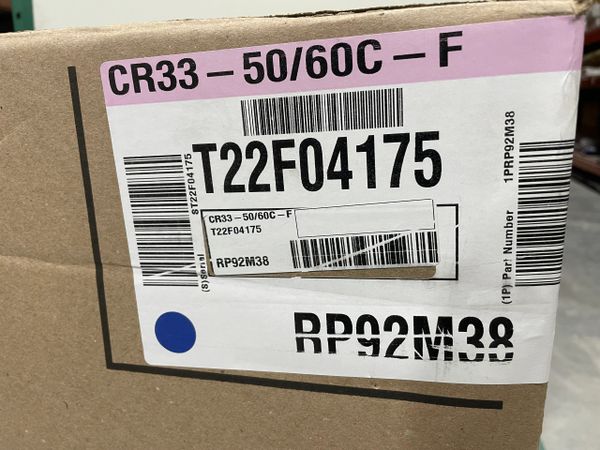 CR33-50/60C-F
T22F04175
ST22F04175
(S)Serial
CR33-50/60C-F
T22F04175
RP92M38
RP92M38
(1P) Part Number 1PRP92M38